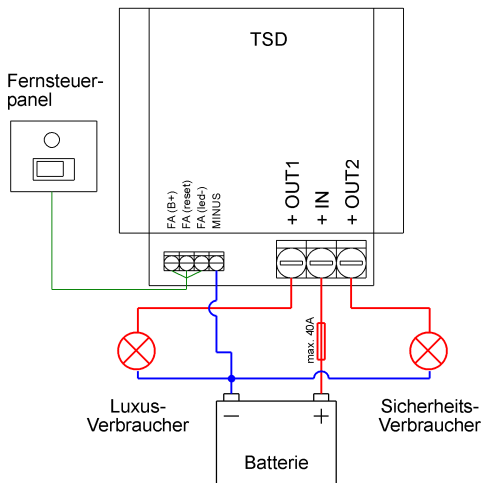 TSD
Fernsteuer-
panel
FA (B+)
FA (reset)
FA (led-)
MINUS
+ OUT1
+ IN
+ OUT2
max. 40A
Luxus-
Verbraucher
Sicherheits-
Verbraucher
− +
Batterie